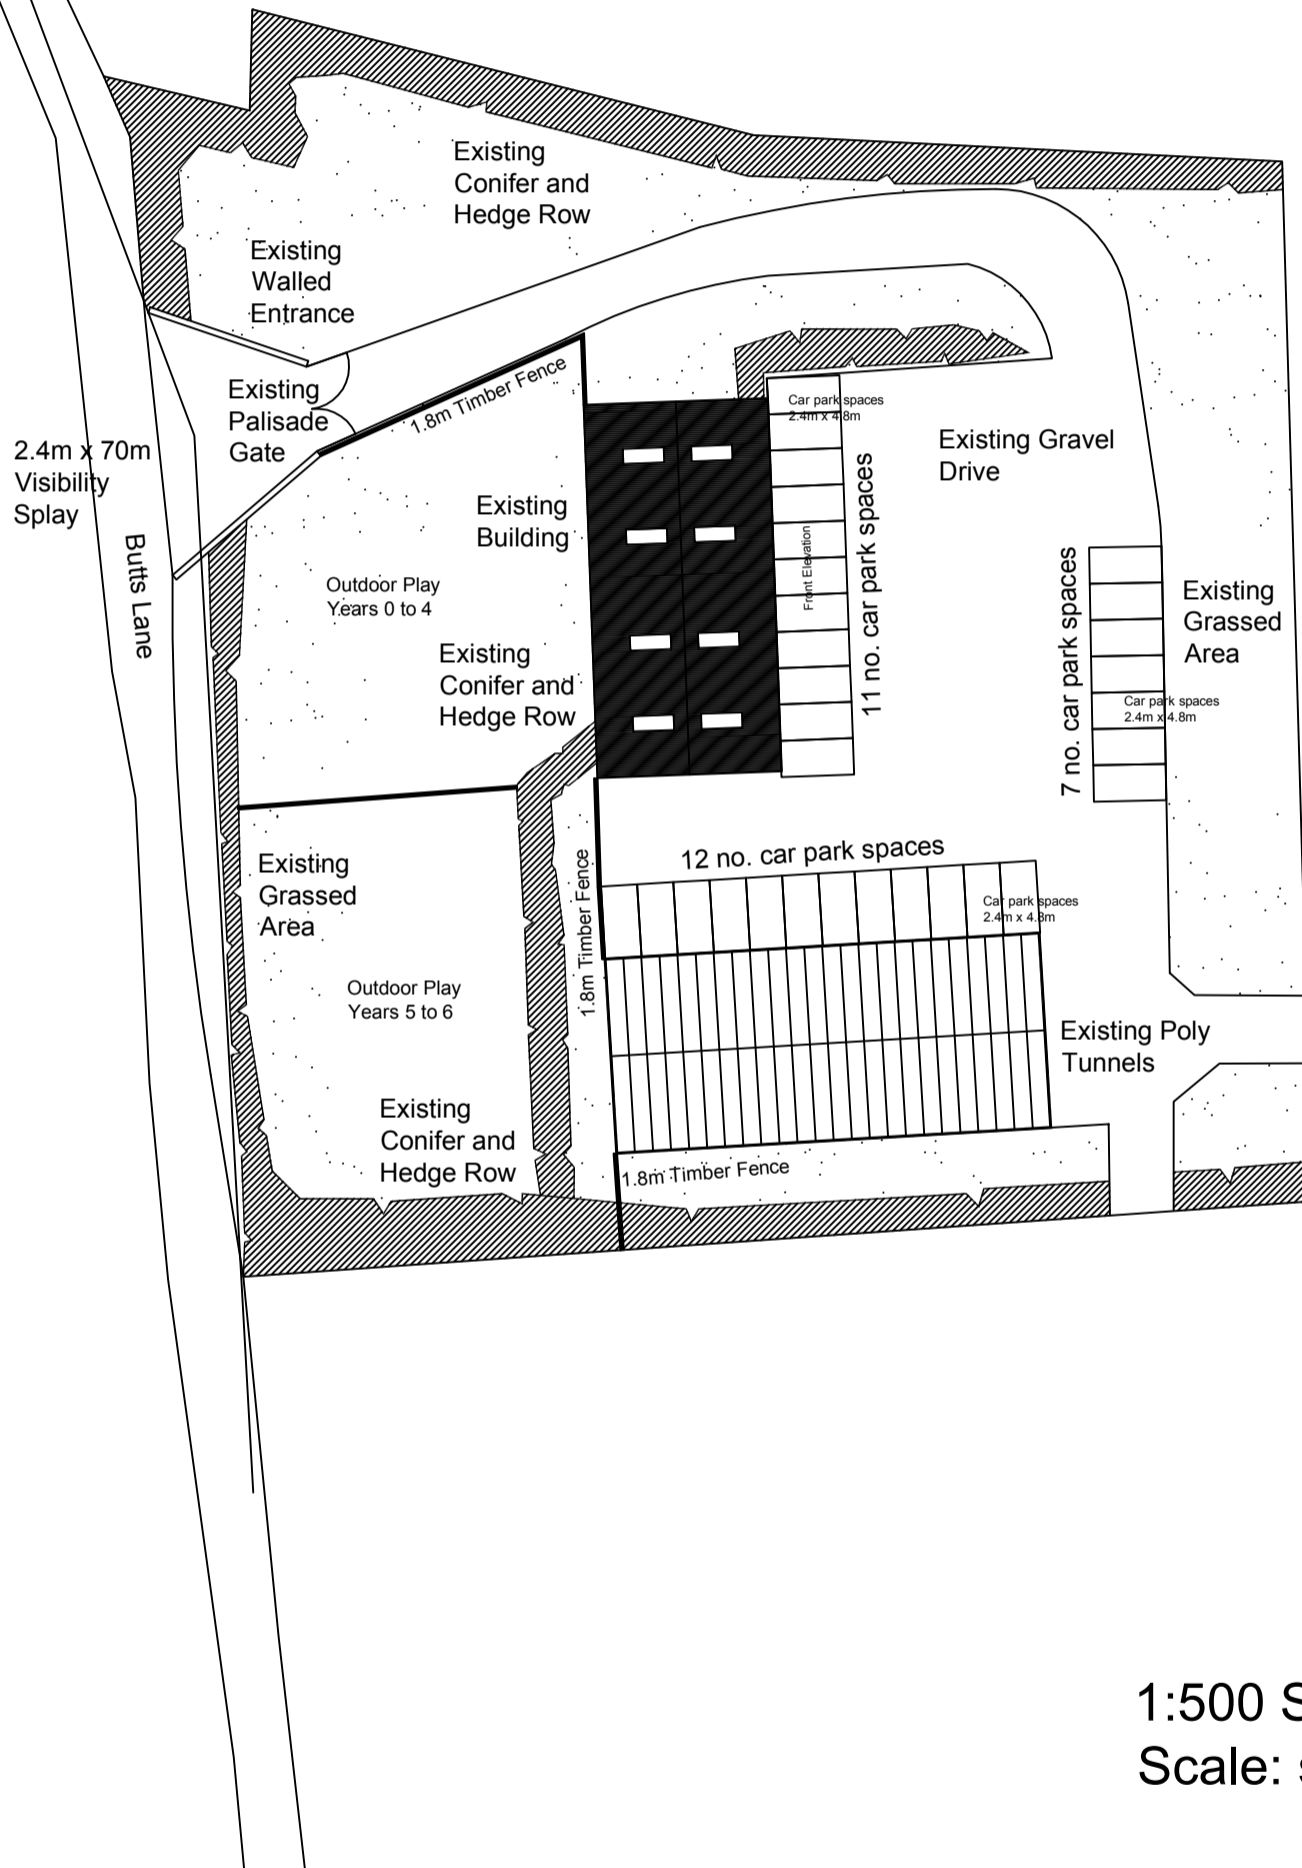 Existing
Conifer and
Hedge Row
Existing
Walled
Entrance
1.8m Timber Fence
Existing
Palisade
Gate
2.4m x 70m
Visibility
Splay
Butts Lane
Car park spaces
2.4m x 4.8m
Existing Gravel
Drive
Existing
Building
Front Elevation
11 no. car park spaces
Outdoor Play
Years 0 to 4
Existing
Conifer and
Hedge Row
7 no. car park spaces
Existing
Grassed
Area
Car park spaces
2.4m x 4.8m
12 no. car park spaces
Existing
Grassed
Area
1.8m Timber Fence
Car park spaces
2.4m x 4.8m
Outdoor Play
Years 5 to 6
Existing Poly
Tunnels
Existing
Conifer and
Hedge Row
1.8m Timber Fence
1:500 S
Scale: